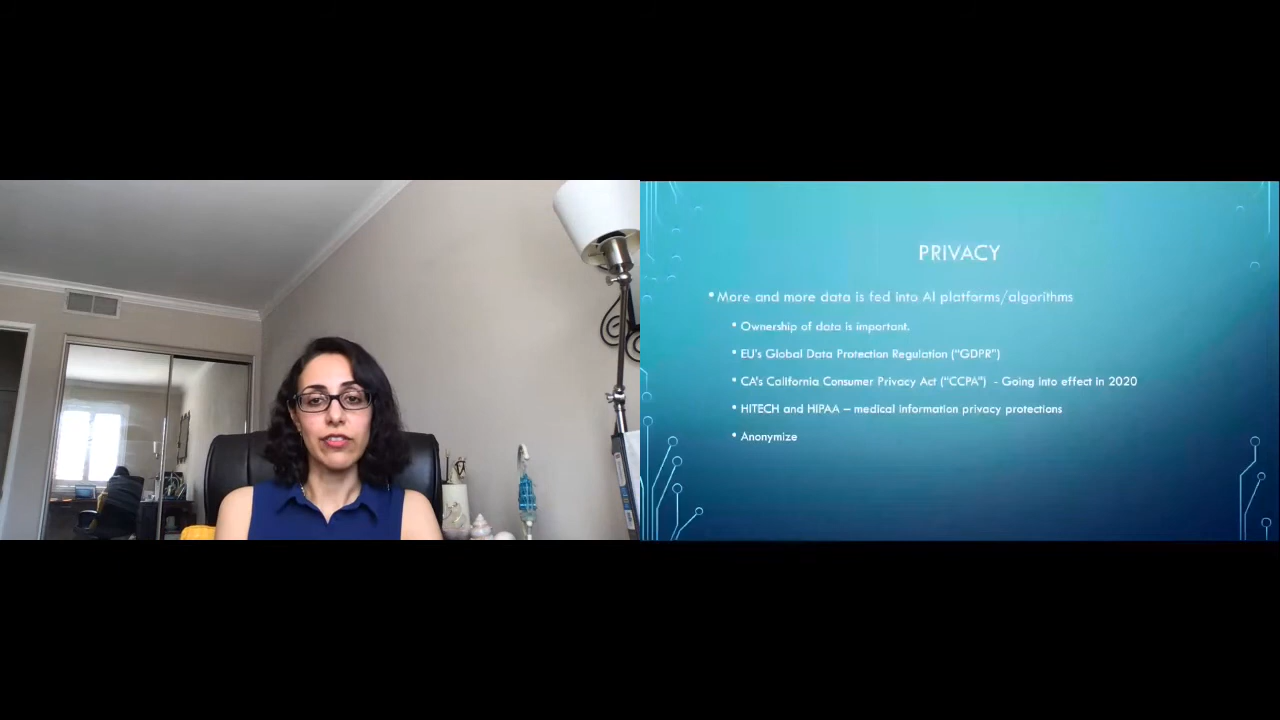 PRIVACY
• More and more data is fed into AI platforms/algorithms
▪ Ownership of data is important.
▪ EU's Global Data Protection Regulation ("GDPR")
▪ CA's California Consumer Privacy Act ("CCPA") - Going into effect in 2020
▪ HITECH and HIPAA – medical information privacy protections
▪ Anonymize